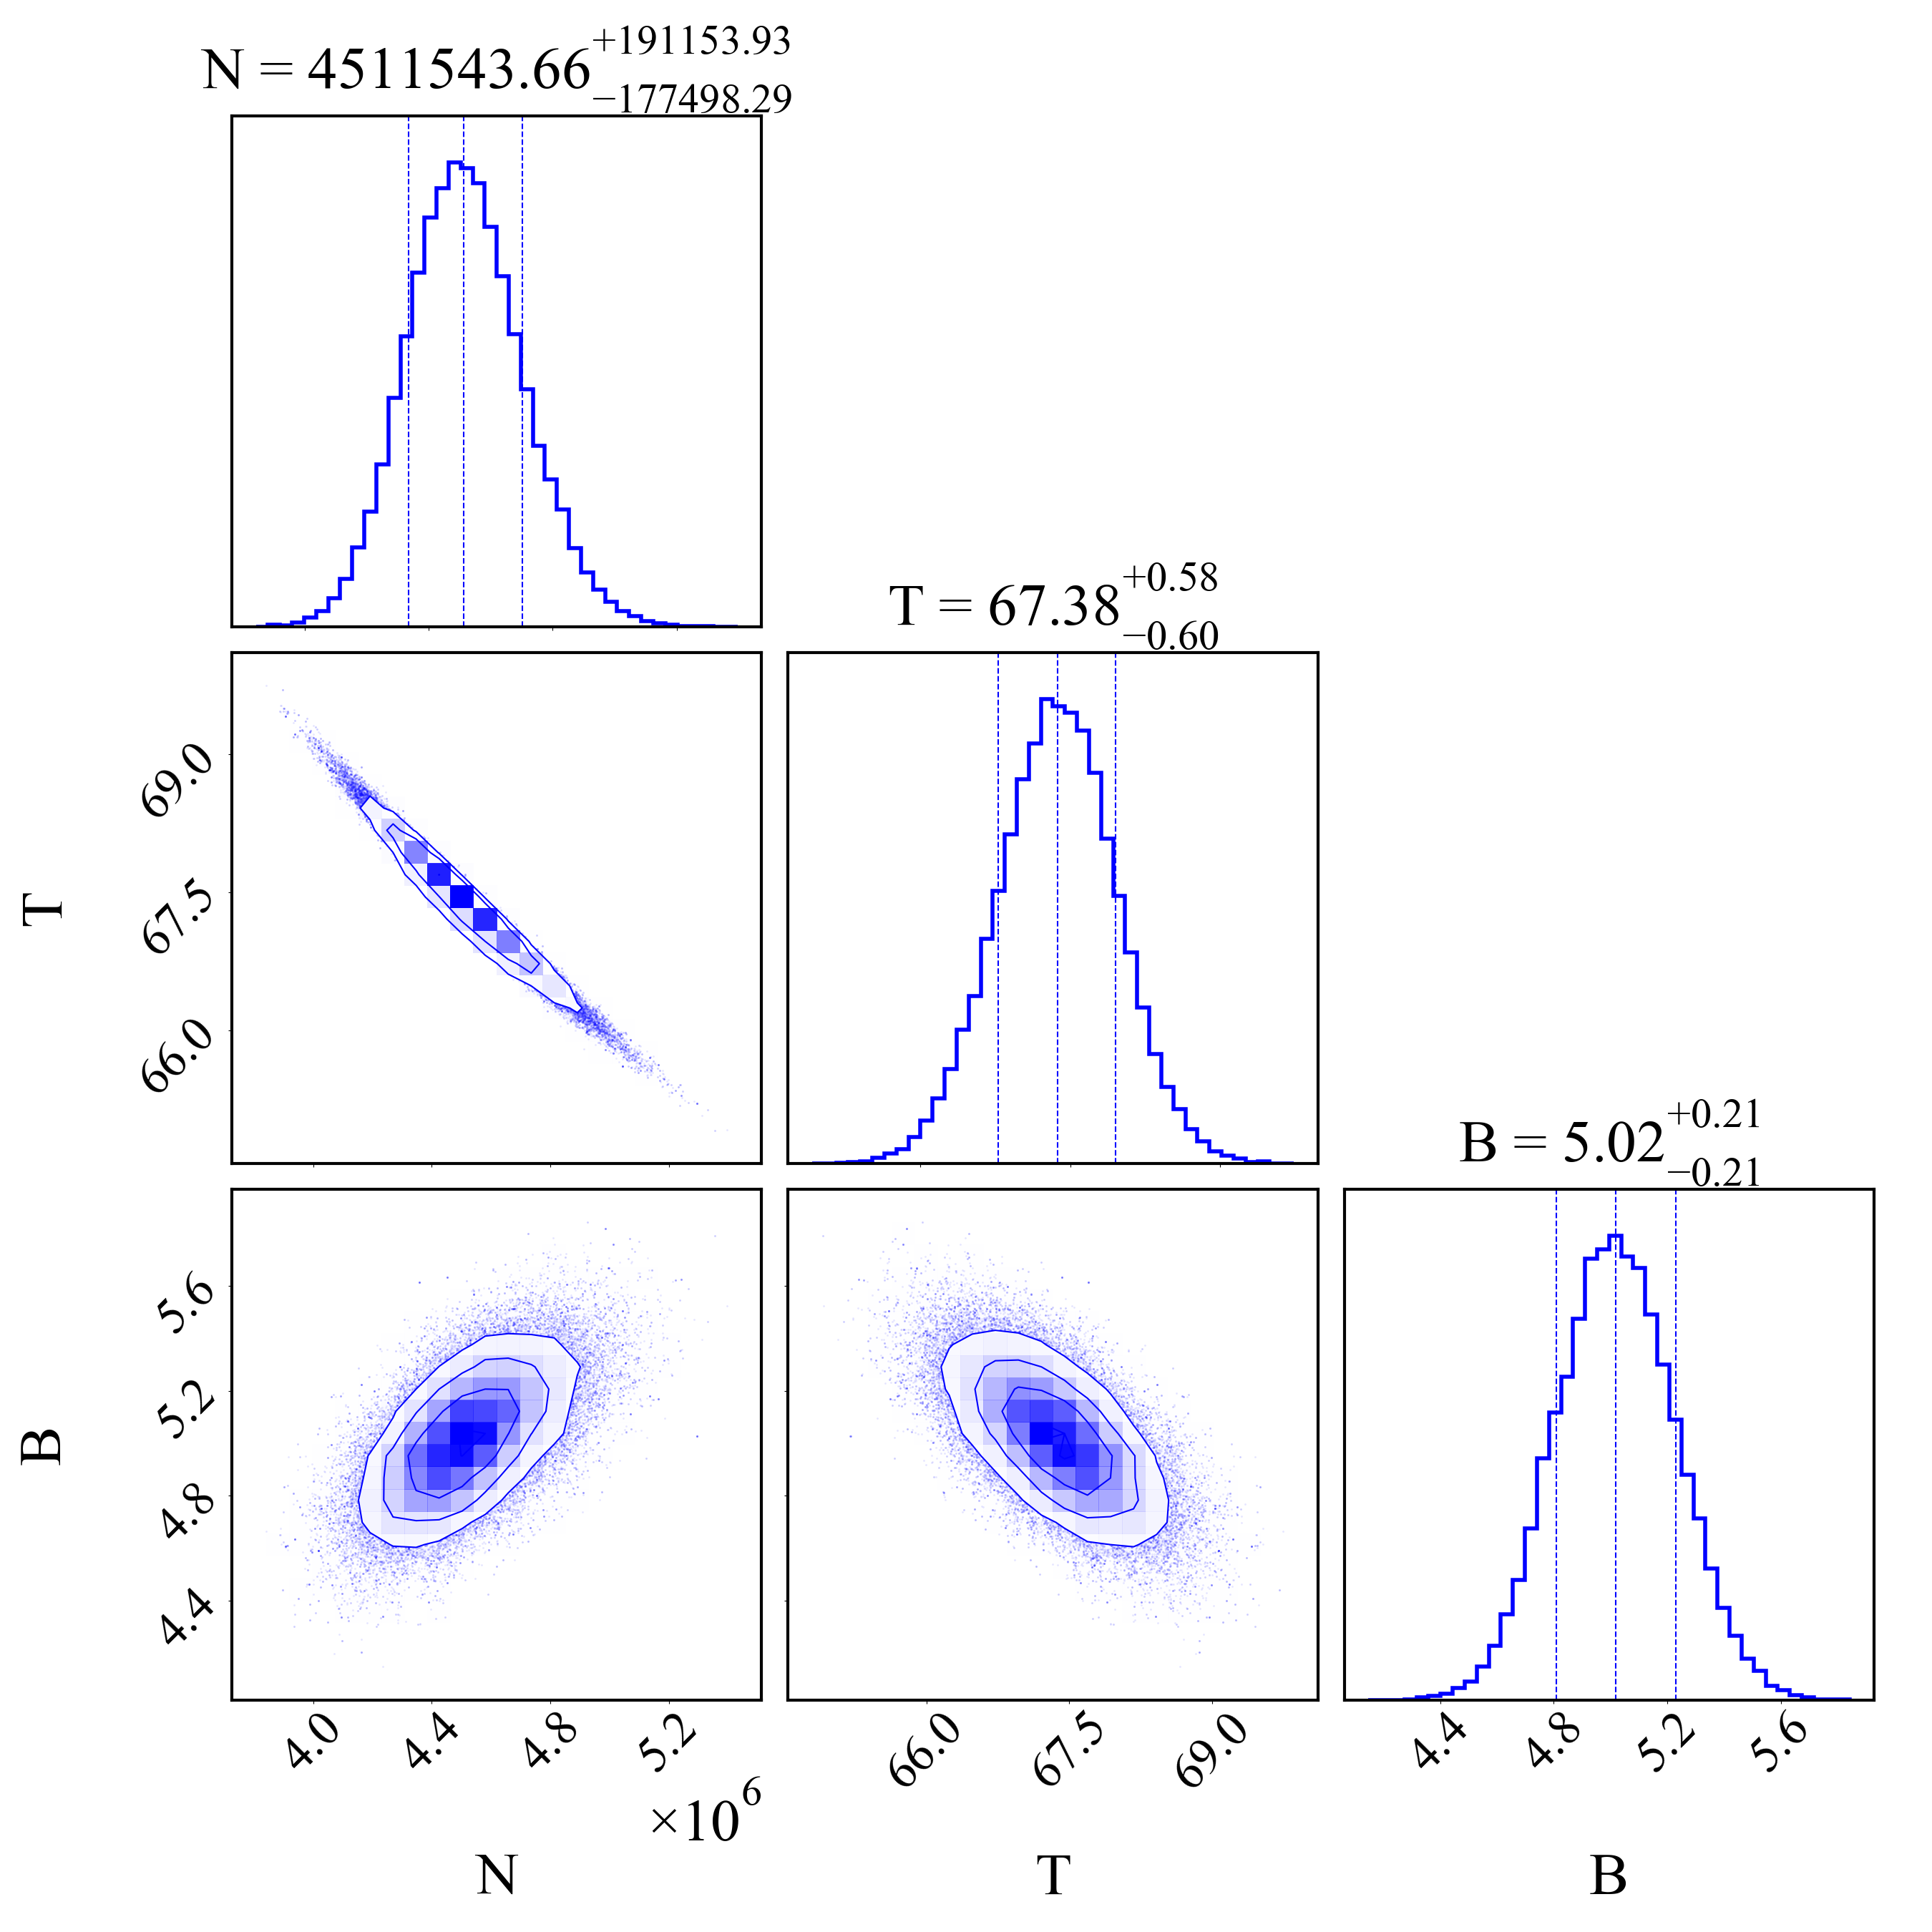 N = 4511543.66 +191153.93 −177498.29
T = 67.38 +0.58 −0.60
69.0
67.5
66.0
T
B = 5.02 +0.21 −0.21
5.6
5.2
4.8
4.4
B
4.0 4.4 4.8 5.2
66.0 67.5 69.0
4.4 4.8 5.2 5.6
×10⁶
N T B